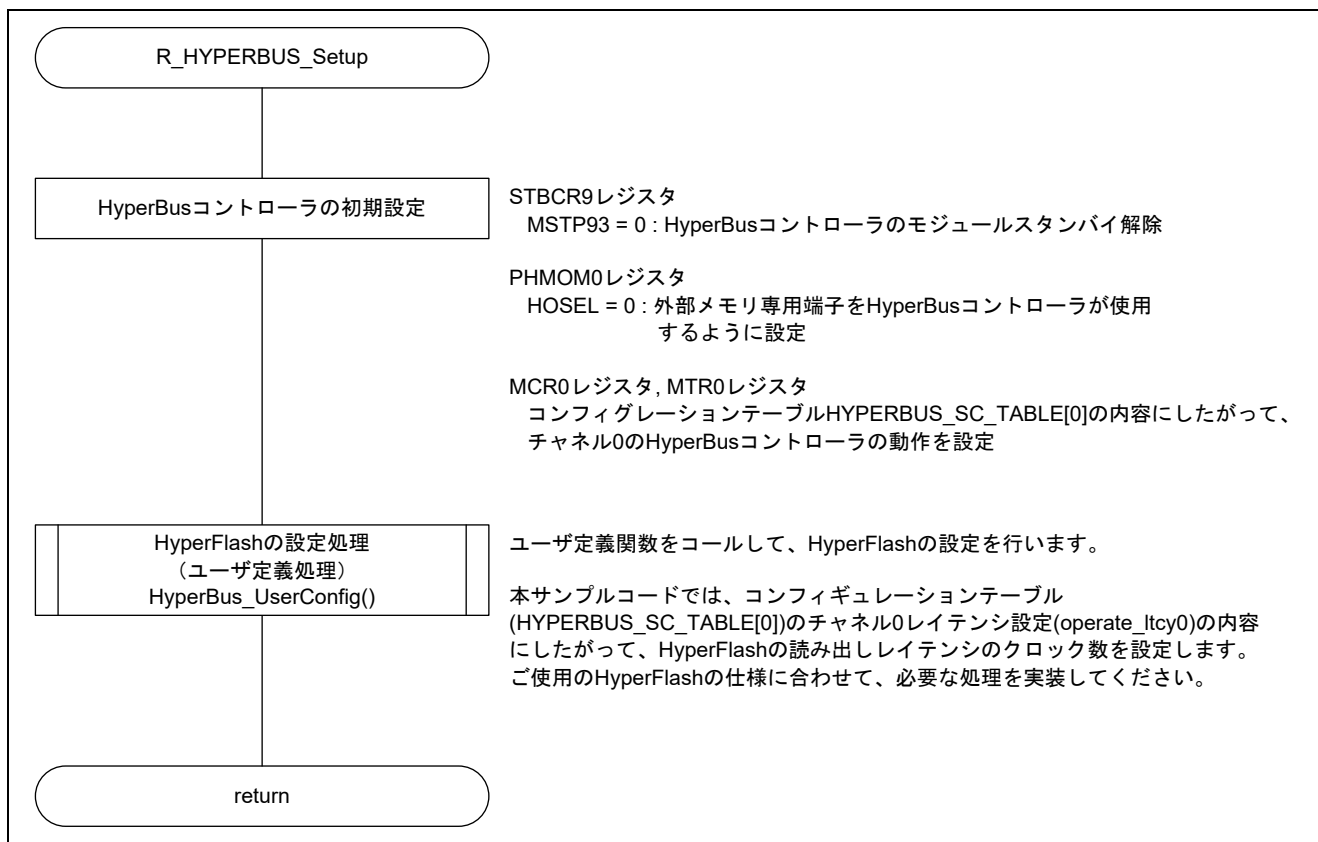 R_HYPERBUS_Setup
HyperBusコントローラの初期設定
STBCR9レジスタ
MSTP93 = 0 : HyperBusコントローラのモジュールスタンバイ解除
PHMOM0レジスタ
HOSEL = 0 : 外部メモリ専用端子をHyperBusコントローラが使用
するように設定
MCR0レジスタ, MTR0レジスタ
コンフィグレーションテーブルHYPERBUS_SC_TABLE[0]の内容にしたがって、
チャネル0のHyperBusコントローラの動作を設定
HyperFlashの設定処理
（ユーザ定義処理）
HyperBus_UserConfig()
ユーザ定義関数をコールして、HyperFlashの設定を行います。
本サンプルコードでは、コンフィギュレーションテーブル
(HYPERBUS_SC_TABLE[0])のチャネル0レイテンシ設定(operate_ltcy0)の内容
にしたがって、HyperFlashの読み出しレイテンシのクロック数を設定します。
ご使用のHyperFlashの仕様に合わせて、必要な処理を実装してください。
return